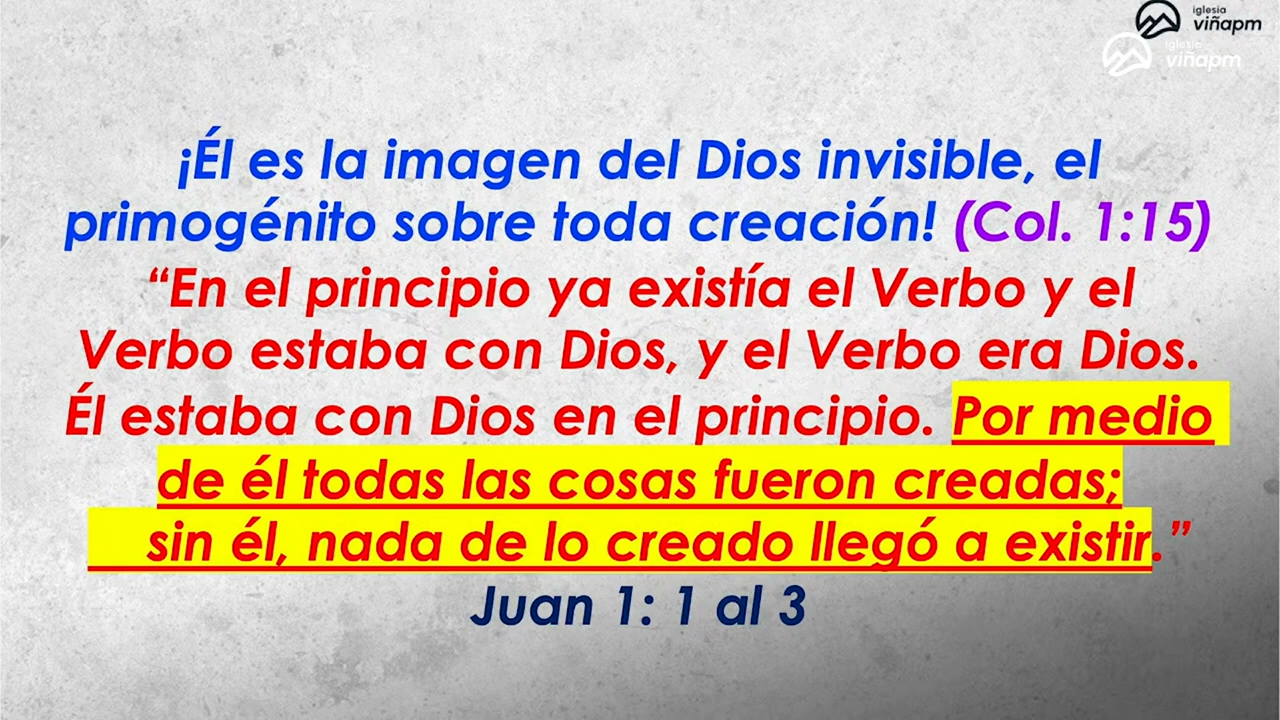 iglesia
viñapm
iglesia
viñapm
¡Él es la imagen del Dios invisible, el
primogénito sobre toda creación! (Col. 1:15)
“En el principio ya existía el Verbo y el
Verbo estaba con Dios, y el Verbo era Dios.
Él estaba con Dios en el principio. Por medio
de él todas las cosas fueron creadas;
sin él, nada de lo creado llegó a existir.”
Juan 1: 1 al 3